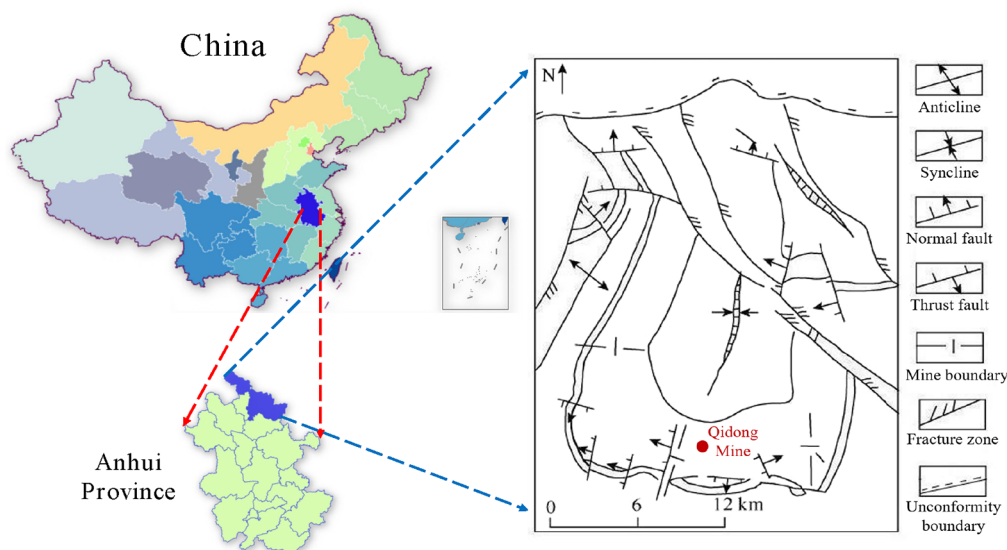 China
Anhui
Province
N
Qidong
Mine
0
6
12 km
Anticline
Syncline
Normal fault
Thrust fault
Mine boundary
Fracture zone
Unconformity
boundary